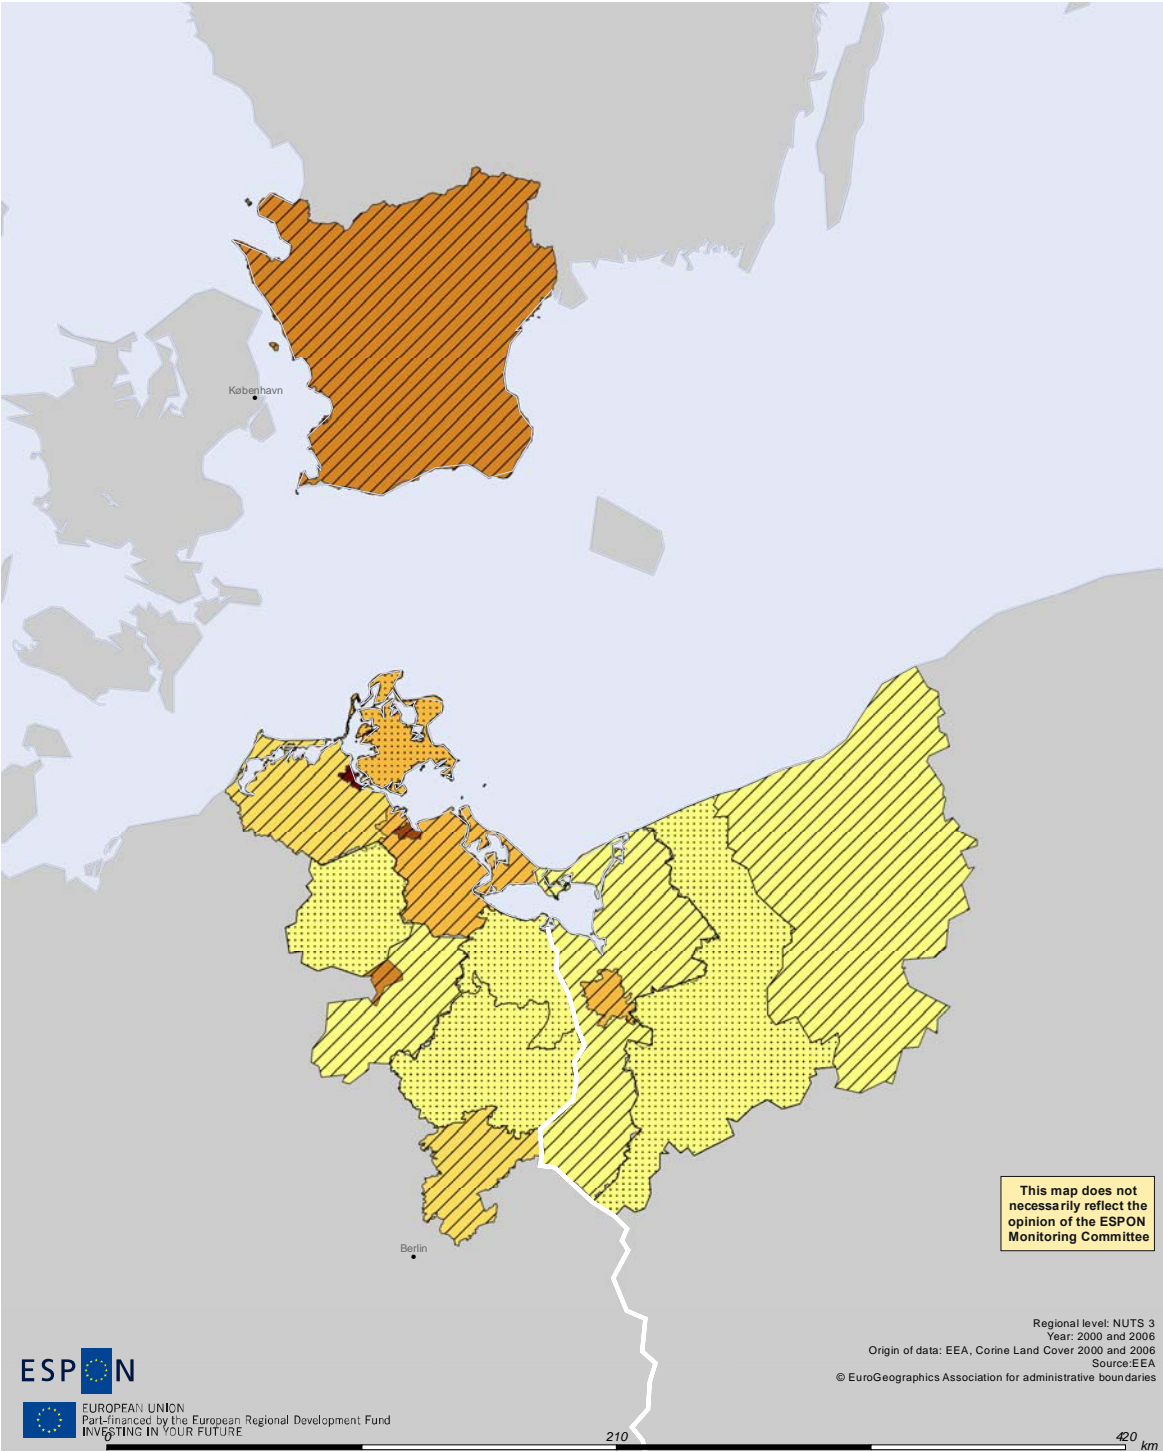 København
Berlin
This map does not
necessarily reflect the
opinion of the ESPON
Monitoring Committee
Regional level: NUTS 3
Year: 2000 and 2006
Origin of data: EEA, Corine Land Cover 2000 and 2006
Source:EEA
© EuroGeographics Association for administrative boundaries
ESPON
EUROPEAN UNION
Part-financed by the European Regional Development Fund
INVESTING IN YOUR FUTURE
0 210 420
km